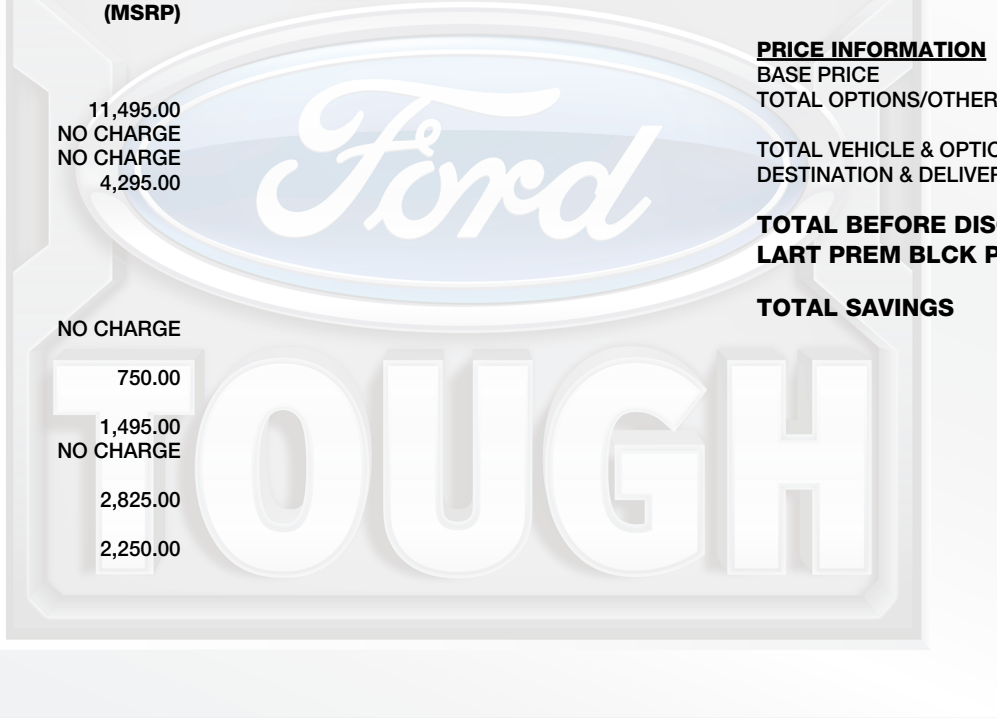 (MSRP)
11,495.00
NO CHARGE
NO CHARGE
4,295.00
NO CHARGE
750.00
1,495.00
NO CHARGE
2,825.00
2,250.00
Ford
TOUGH
PRICE INFORMATION
BASE PRICE
TOTAL OPTIONS/OTHER
TOTAL VEHICLE & OPTIO
DESTINATION & DELIVER
TOTAL BEFORE DIS
LART PREM BLCK P
TOTAL SAVINGS